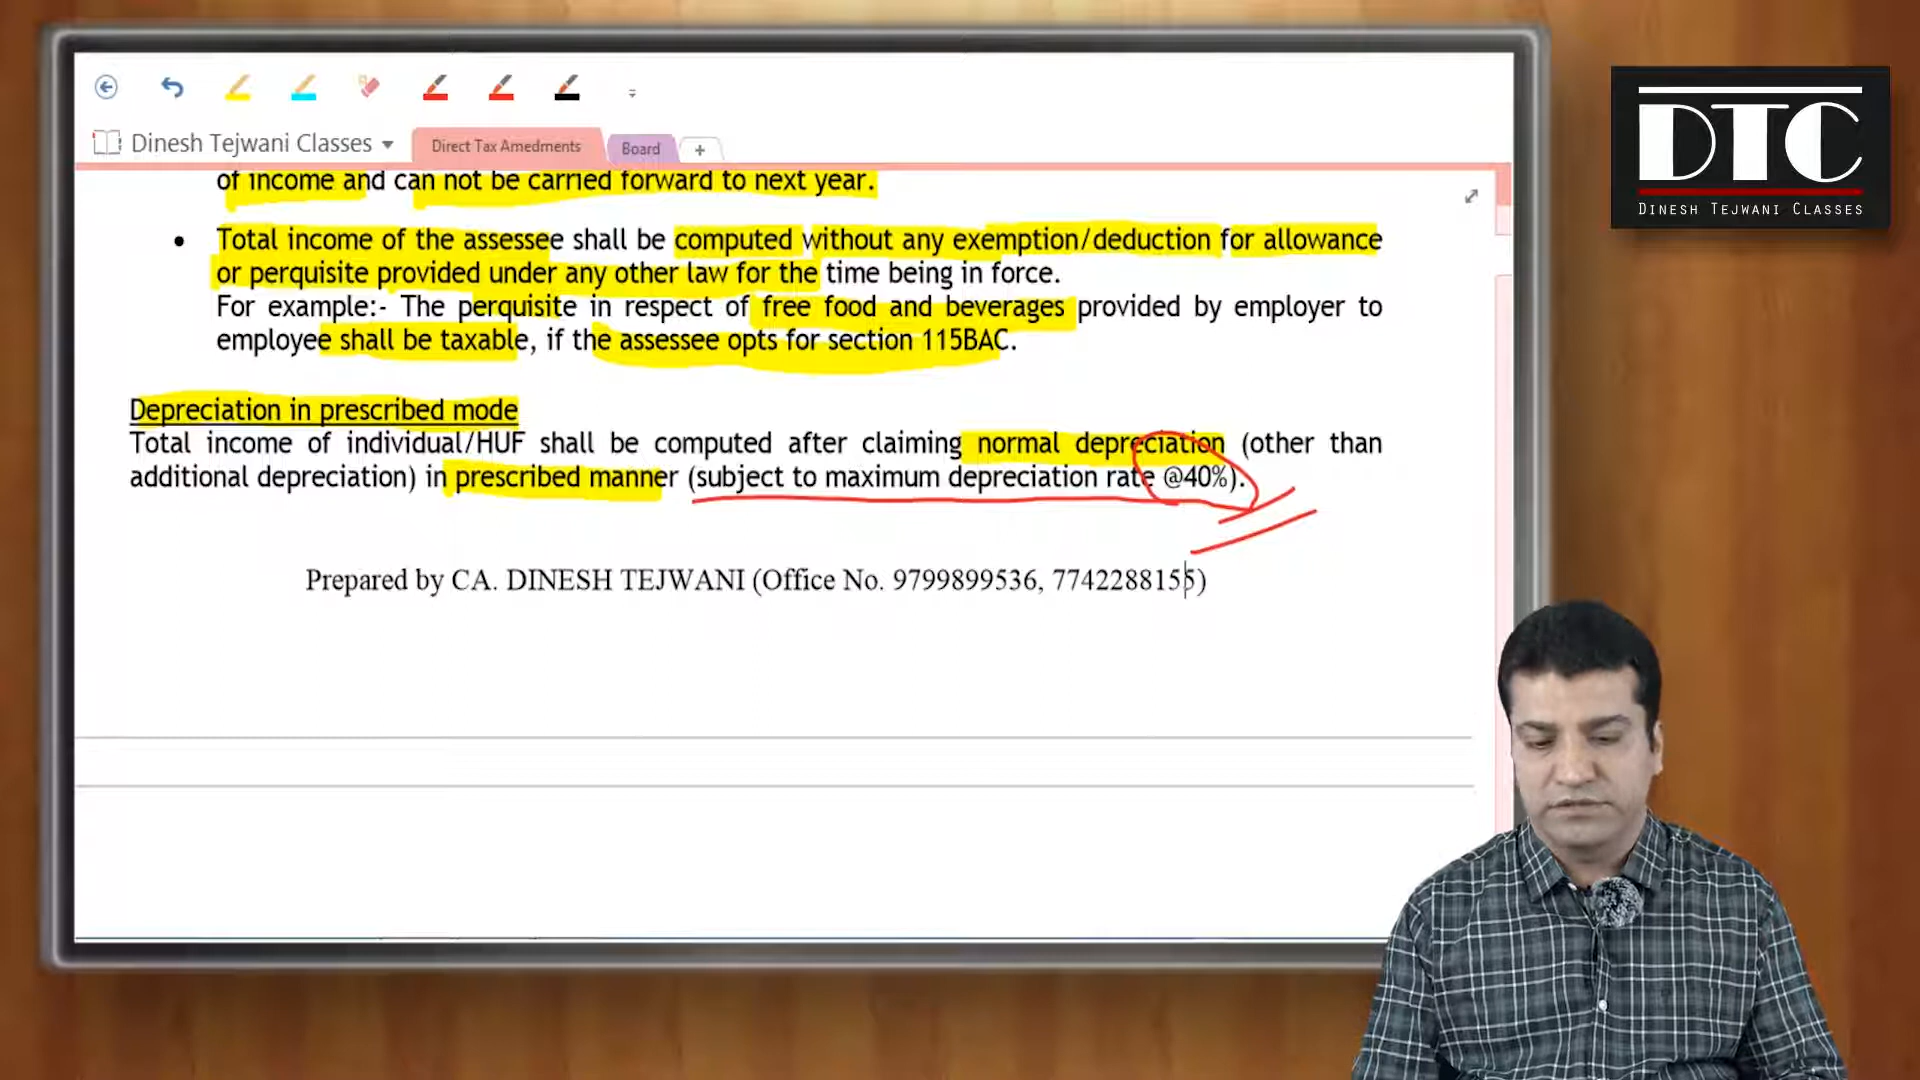 DTC
DINESH TEJWANI CLASSES
Dinesh Tejwani Classes
Direct Tax Amedments
Board
+
of income and can not be carried forward to next year.
• Total income of the assessee shall be computed without any exemption/deduction for allowance
or perquisite provided under any other law for the time being in force.
For example:- The perquisite in respect of free food and beverages provided by employer to
employee shall be taxable, if the assessee opts for section 115BAC.
Depreciation in prescribed mode
Total income of individual/HUF shall be computed after claiming normal depreciation (other than
additional depreciation) in prescribed manner (subject to maximum depreciation rate @40%).
Prepared by CA. DINESH TEJWANI (Office No. 9799899536, 7742288155)